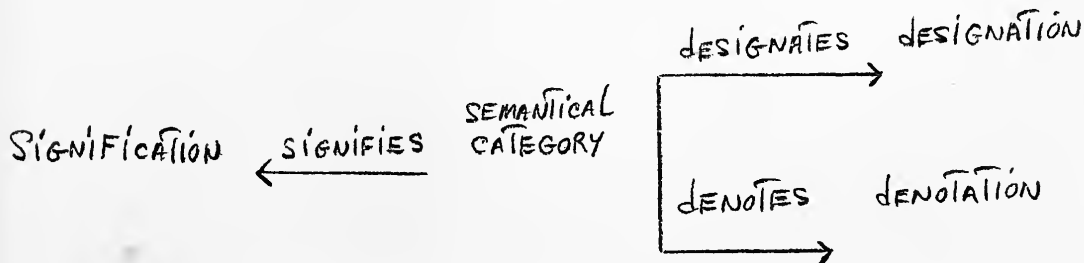 DESIGNATES DESIGNATION
SIGNIFICATION SIGNIFIES SEMANTICAL
CATEGORY
DENOTES DENOTATION